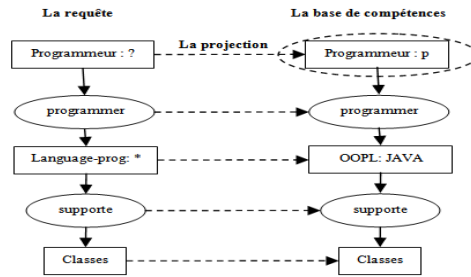 La requête
La base de compétences
La projection
Programmeur : ?
Programmeur : p
programmer
programmer
Language-prog: *
OOPL: JAVA
supporte
supporte
Classes
Classes